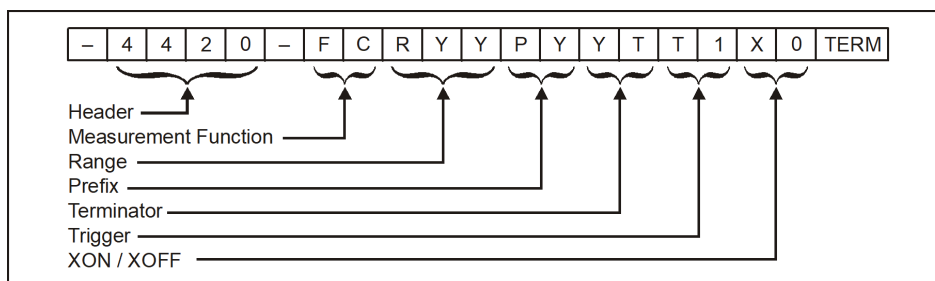 – 4 4 2 0 – F C R Y Y P Y Y T T 1 X 0 TERM
Header
Measurement Function
Range
Prefix
Terminator
Trigger
XON / XOFF